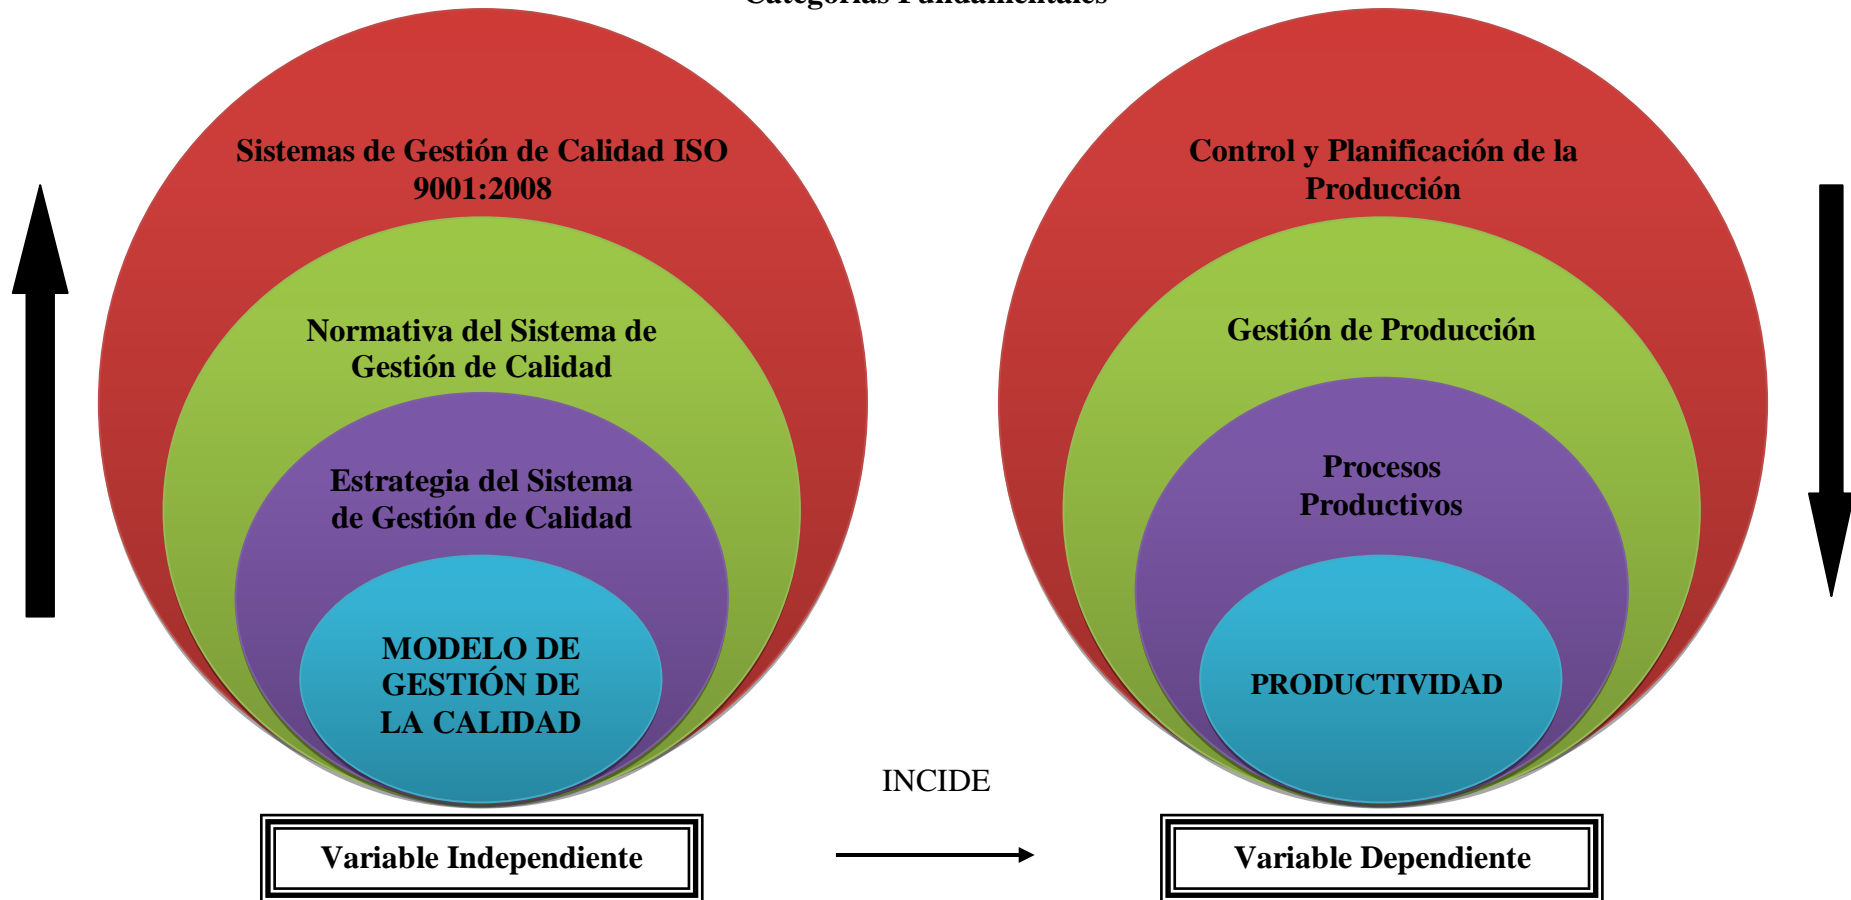 Categorías Fundamentales
Sistemas de Gestión de Calidad ISO
9001:2008
Normativa del Sistema de
Gestión de Calidad
Estrategia del Sistema
de Gestión de Calidad
MODELO DE
GESTIÓN DE
LA CALIDAD
Control y Planificación de la
Producción
Gestión de Producción
Procesos
Productivos
PRODUCTIVIDAD
INCIDE
Variable Independiente
Variable Dependiente